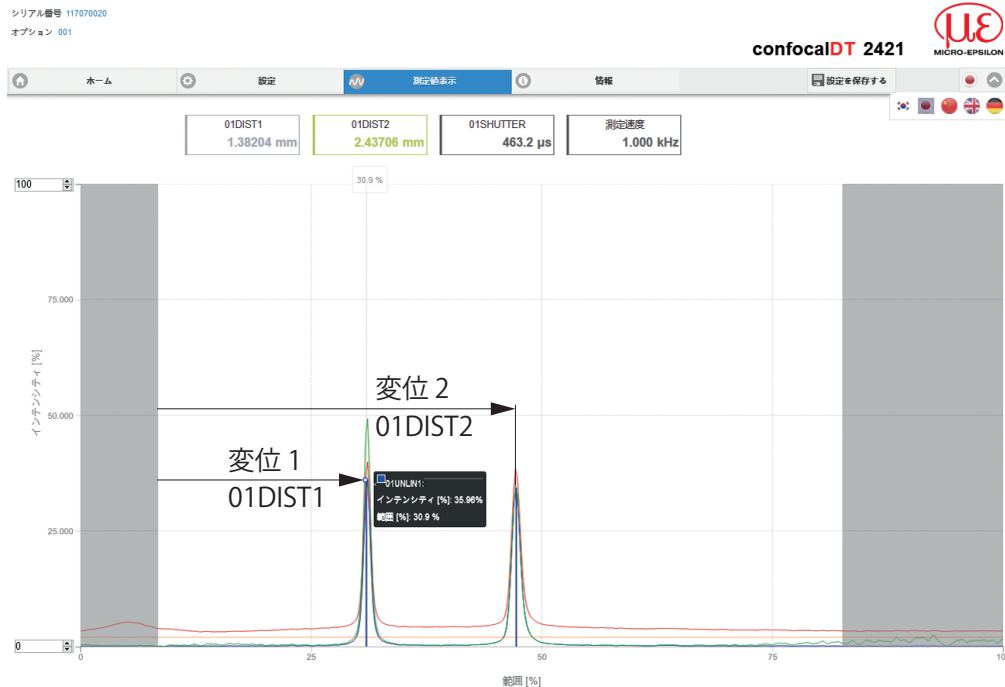 シリアル番号 117070020
オプション 001
confocalDT 2421
με
MICRO-EPSILON
ホーム
設定
測定値表示
情報
設定を保存する
01DIST1
1.38204 mm
01DIST2
2.43706 mm
01SHUTTER
463.2 μs
測定速度
1.000 kHz
30.9 %
100
75.000
50.000
25.000
0
インテンシティ [%]
変位 2
01DIST2
変位 1
01DIST1
01UNLIN1:
インテンシティ [%]: 35.96%
範囲 [%]: 30.9 %
0
25
50
75
10
範囲 [%]